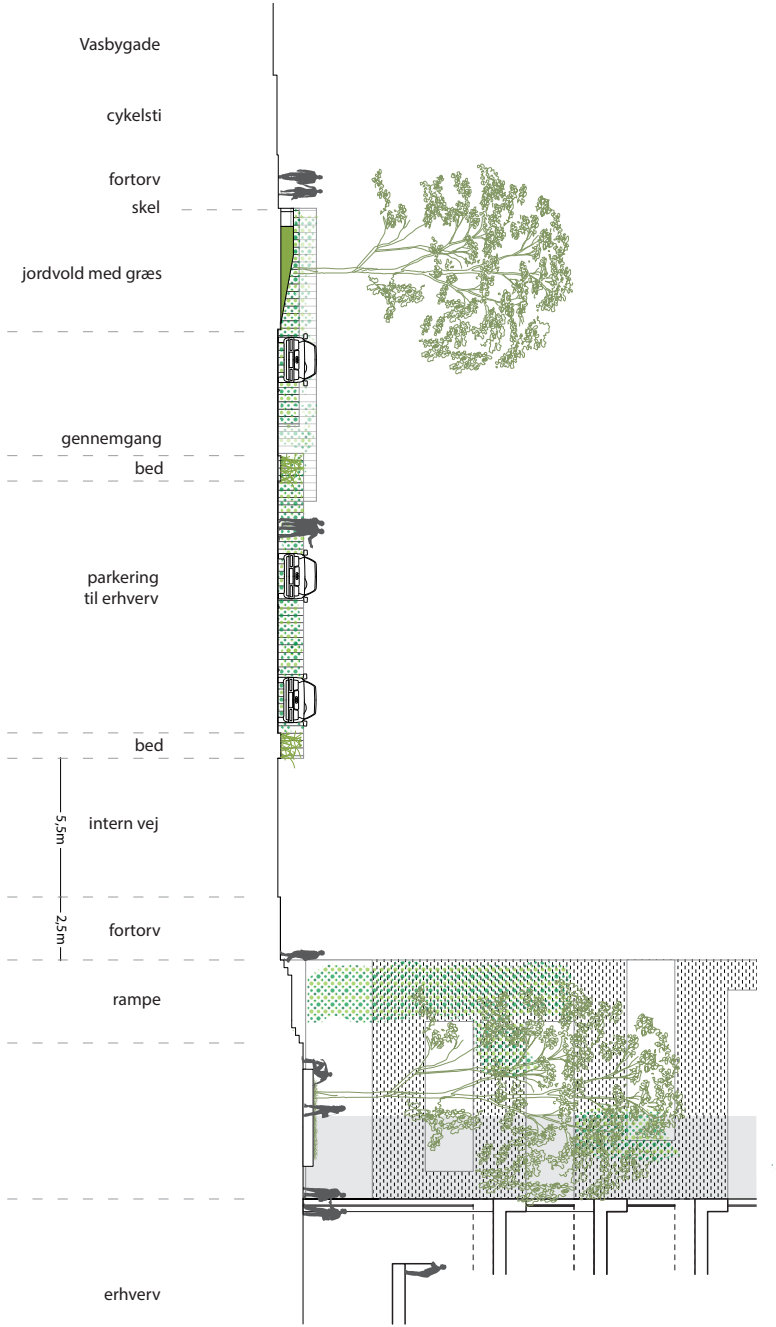 Vasbygade
cykelsti
fortorv
skel
jordvold med græs
gennemgang
bed
parkering
til erhverv
bed
5,5m
intern vej
2,5m
fortorv
rampe
erhverv